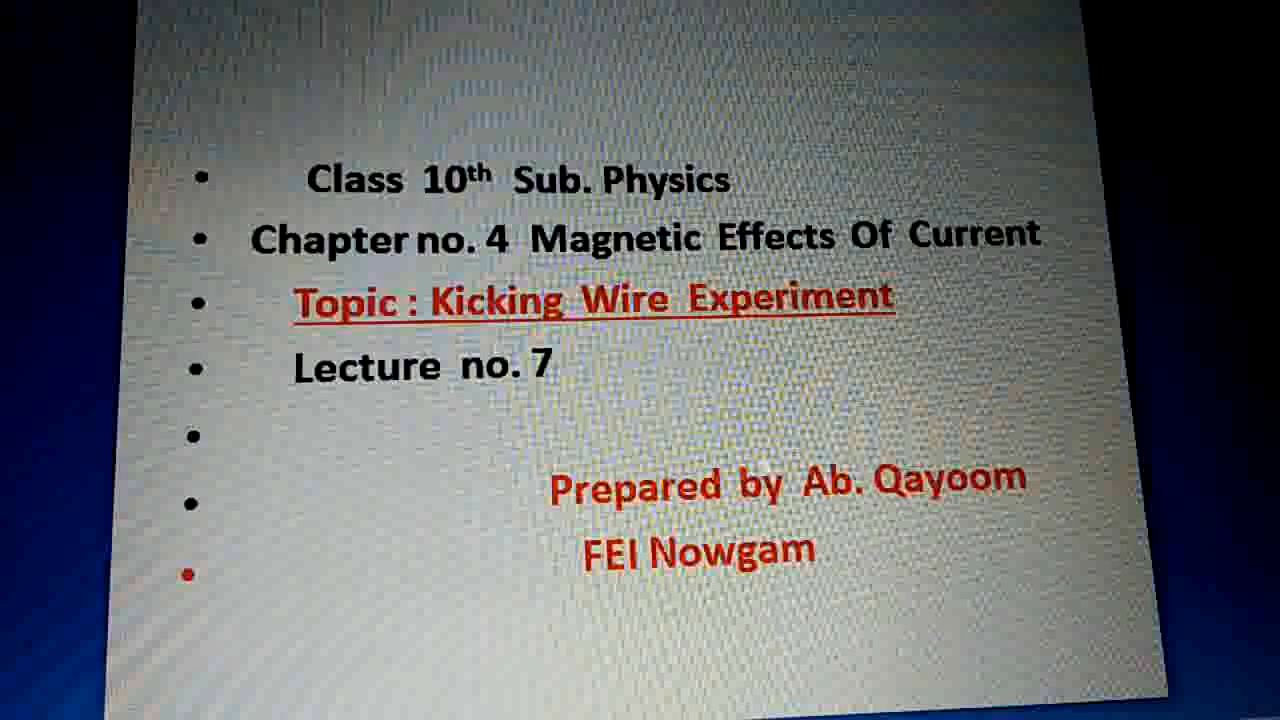 Class 10th Sub. Physics
Chapter no. 4 Magnetic Effects Of Current
Topic : Kicking Wire Experiment
Lecture no. 7
Prepared by Ab. Qayoom
FEI Nowgam